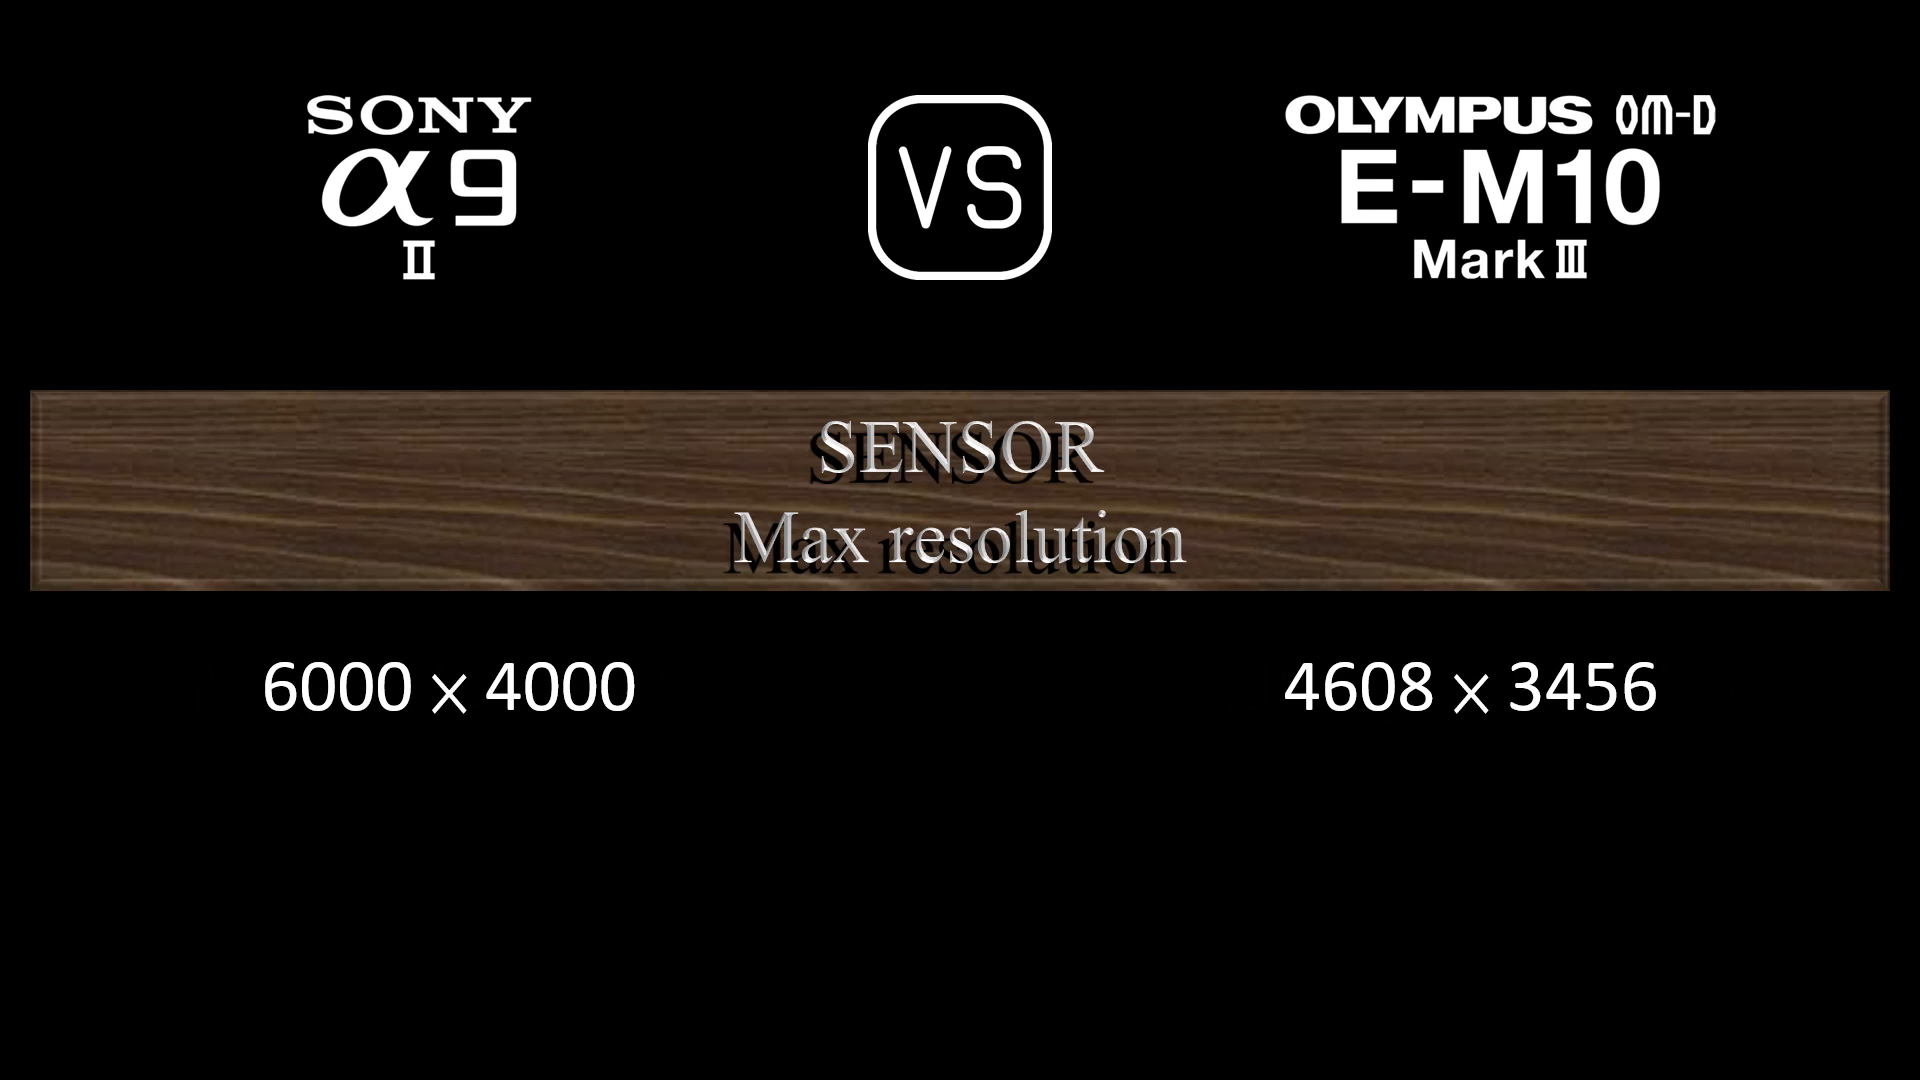 SONY
α9
II
VS
OLYMPUS OM-D
E-M10
Mark III
SENSOR
Max resolution
6000 x 4000
4608 x 3456